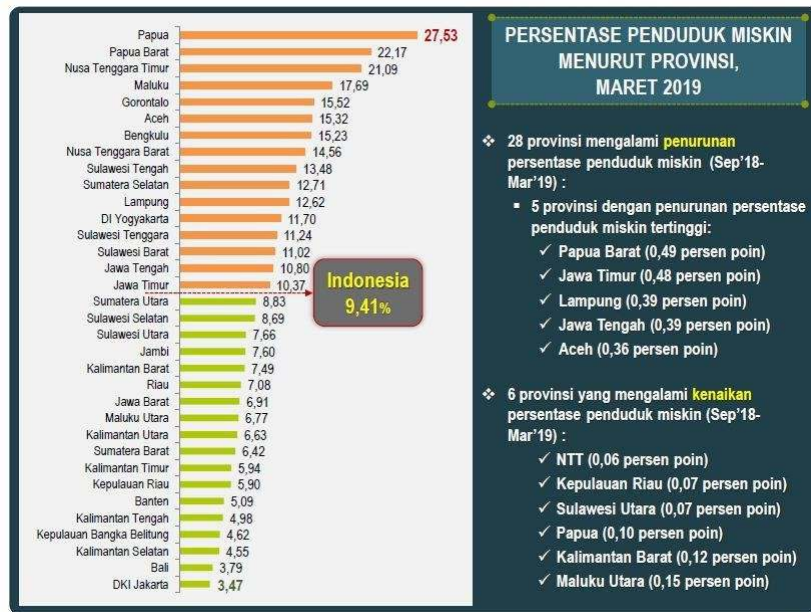 Papua 27,53
Papua Barat 22,17
Nusa Tenggara Timur 21,09
Maluku 17,69
Gorontalo 15,52
Aceh 15,32
Bengkulu 15,23
Nusa Tenggara Barat 14,56
Sulawesi Tengah 13,48
Sumatera Selatan 12,71
Lampung 12,62
DI Yogyakarta 11,70
Sulawesi Tenggara 11,24
Sulawesi Barat 11,02
Jawa Tengah 10,80
Jawa Timur 10,37
Sumatera Utara 8,83
Sulawesi Selatan 8,69
Sulawesi Utara 7,66
Jambi 7,60
Kalimantan Barat 7,49
Riau 7,08
Jawa Barat 6,91
Maluku Utara 6,77
Kalimantan Utara 6,63
Sumatera Barat 6,42
Kalimantan Timur 5,94
Kepulauan Riau 5,90
Banten 5,09
Kalimantan Tengah 4,98
Kepulauan Bangka Belitung 4,62
Kalimantan Selatan 4,55
Bali 3,79
DKI Jakarta 3,47
Indonesia
9,41%
PERSENTASE PENDUDUK MISKIN
MENURUT PROVINSI,
MARET 2019
❖ 28 provinsi mengalami penurunan
persentase penduduk miskin (Sep'18-
Mar'19) :
▪ 5 provinsi dengan penurunan persentase
penduduk miskin tertinggi:
✓ Papua Barat (0,49 persen poin)
✓ Jawa Timur (0,48 persen poin)
✓ Lampung (0,39 persen poin)
✓ Jawa Tengah (0,39 persen poin)
✓ Aceh (0,36 persen poin)
❖ 6 provinsi yang mengalami kenaikan
persentase penduduk miskin (Sep'18-
Mar'19) :
✓ NTT (0,06 persen poin)
✓ Kepulauan Riau (0,07 persen poin)
✓ Sulawesi Utara (0,07 persen poin)
✓ Papua (0,10 persen poin)
✓ Kalimantan Barat (0,12 persen poin)
✓ Maluku Utara (0,15 persen poin)